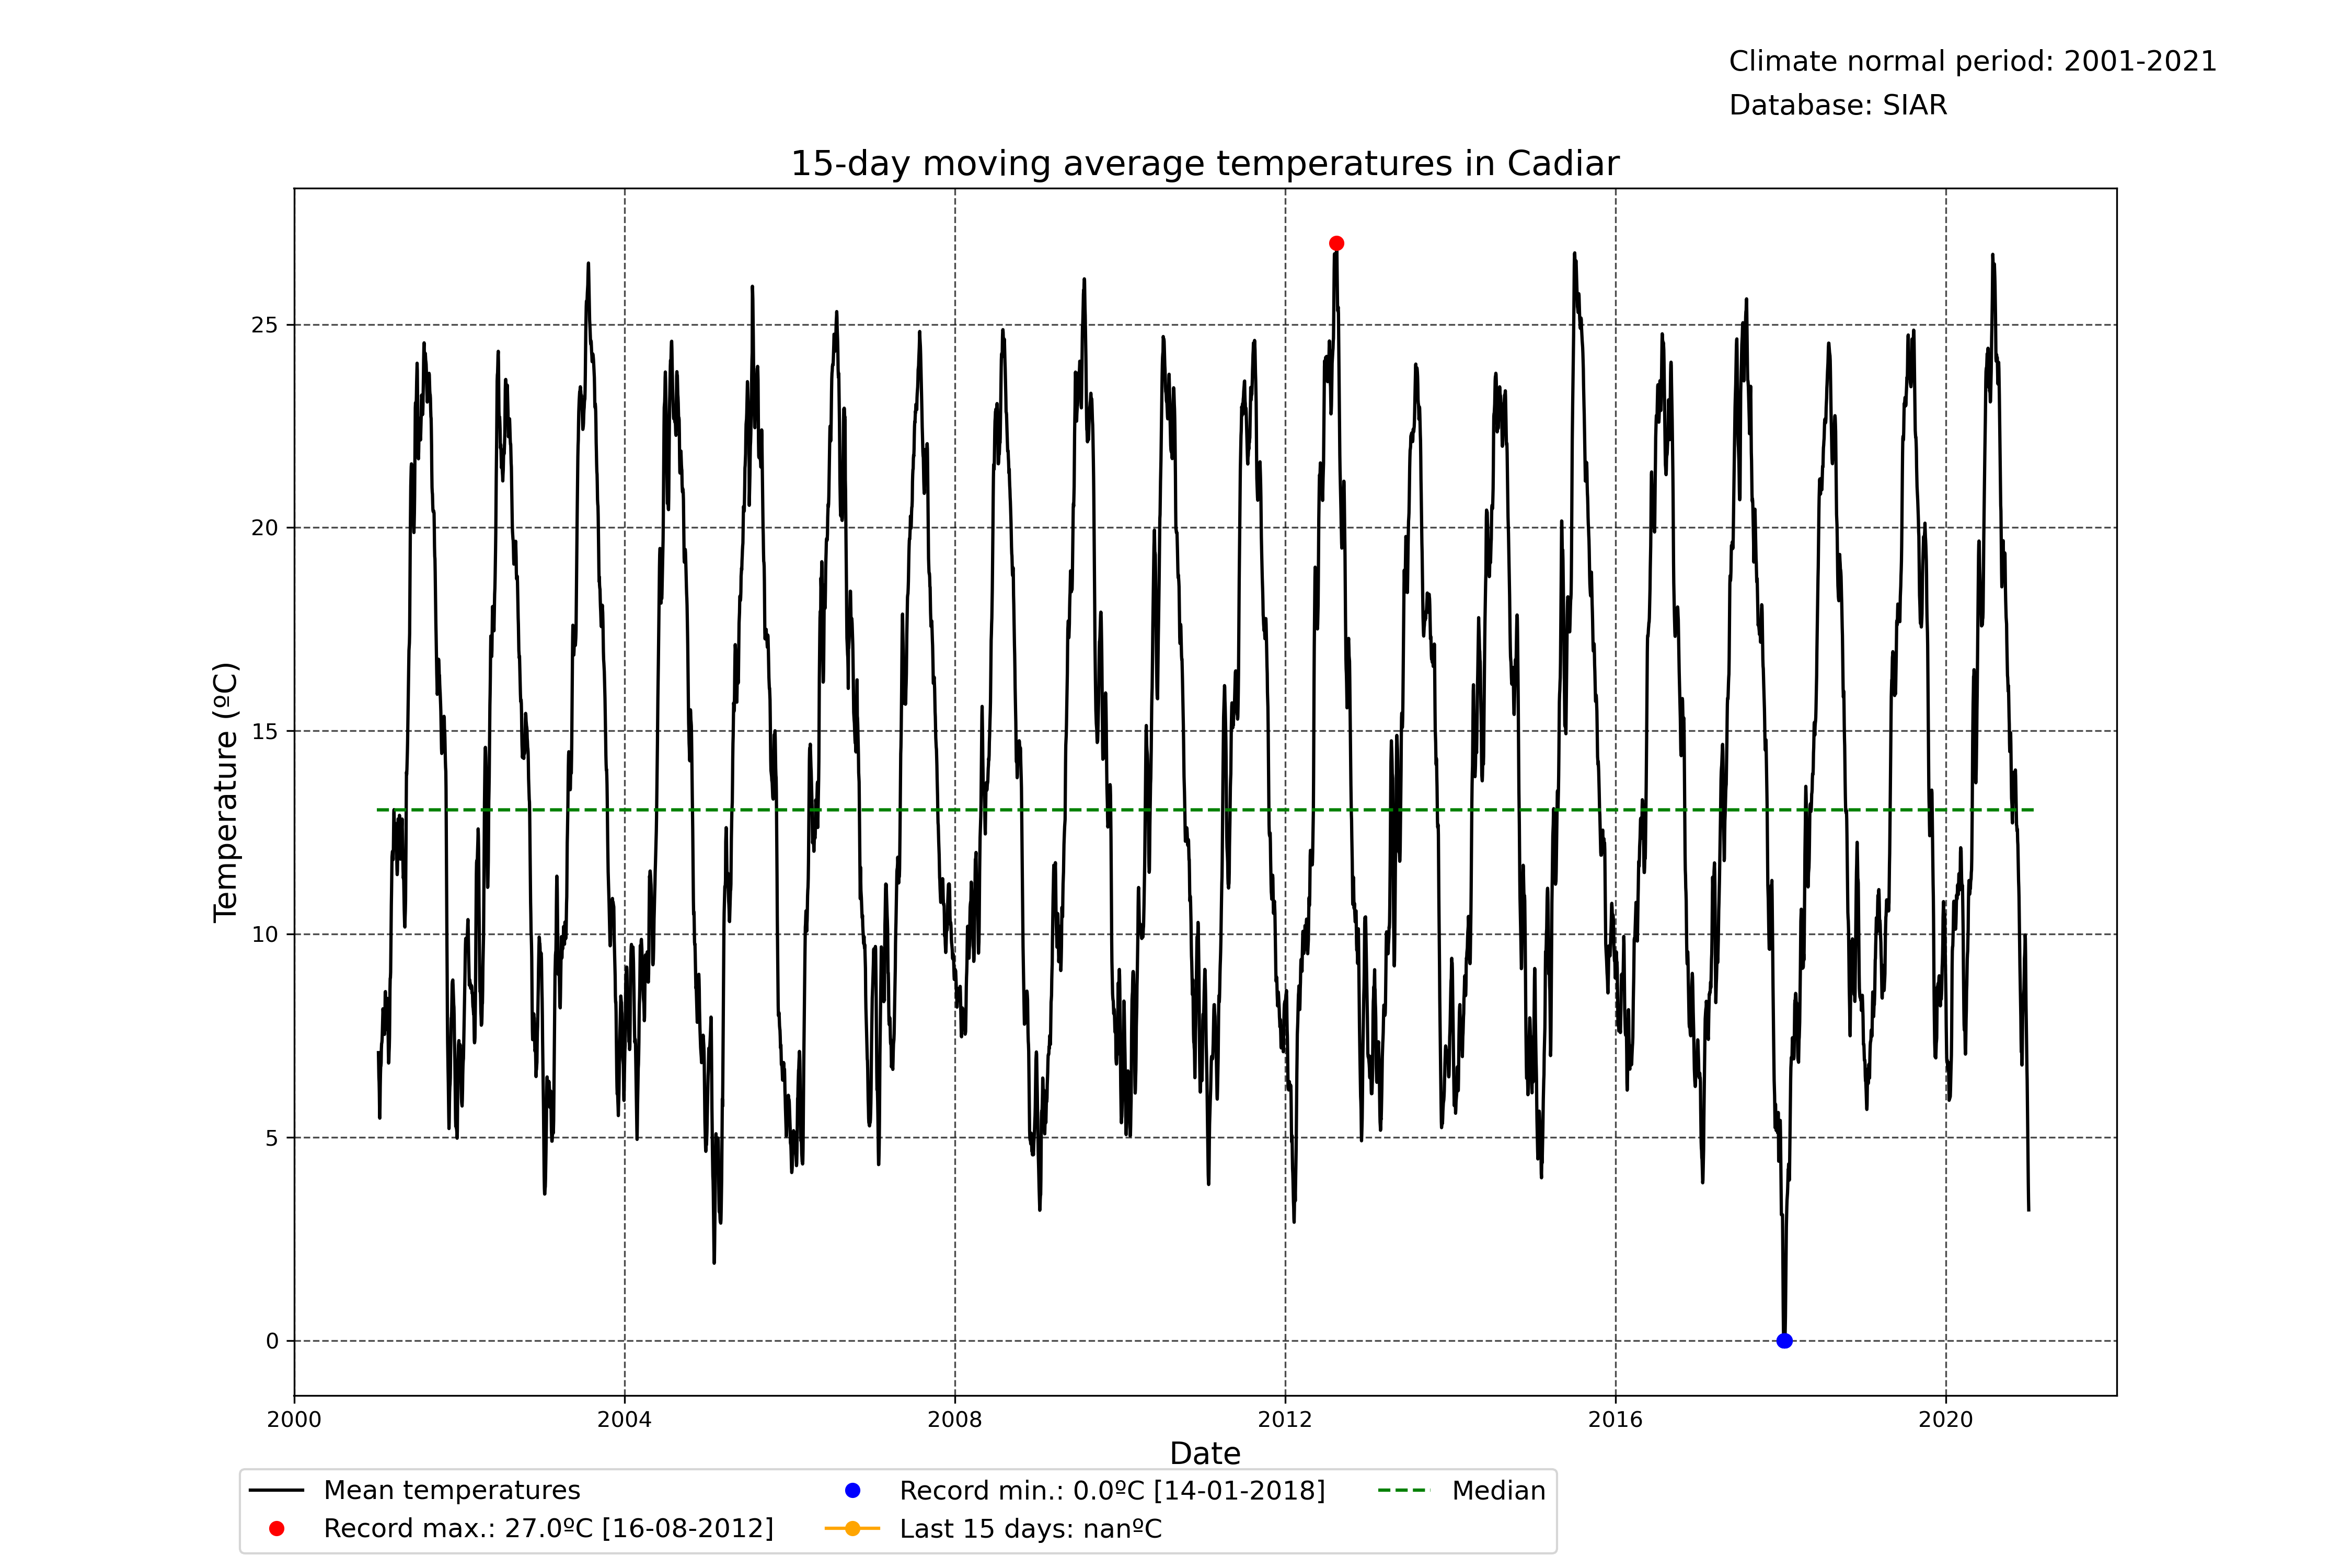 Climate normal period: 2001-2021
Database: SIAR
15-day moving average temperatures in Cadiar
Temperature (ºC)
25
20
15
10
5
0
2000 2004 2008 2012 2016 2020
Date
Mean temperatures
Record max.: 27.0ºC [16-08-2012]
Record min.: 0.0ºC [14-01-2018]
Last 15 days: nanºC
Median